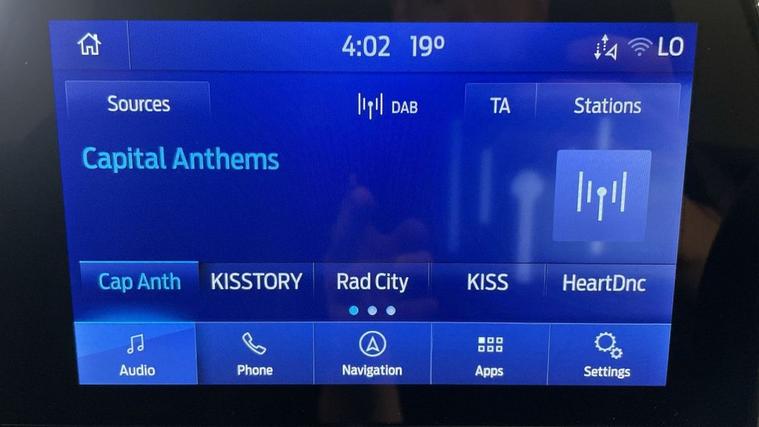 4:02 19° LO
Sources DAB TA Stations
Capital Anthems
Cap Anth KISSTORY Rad City KISS HeartDnc
Audio Phone Navigation Apps Settings